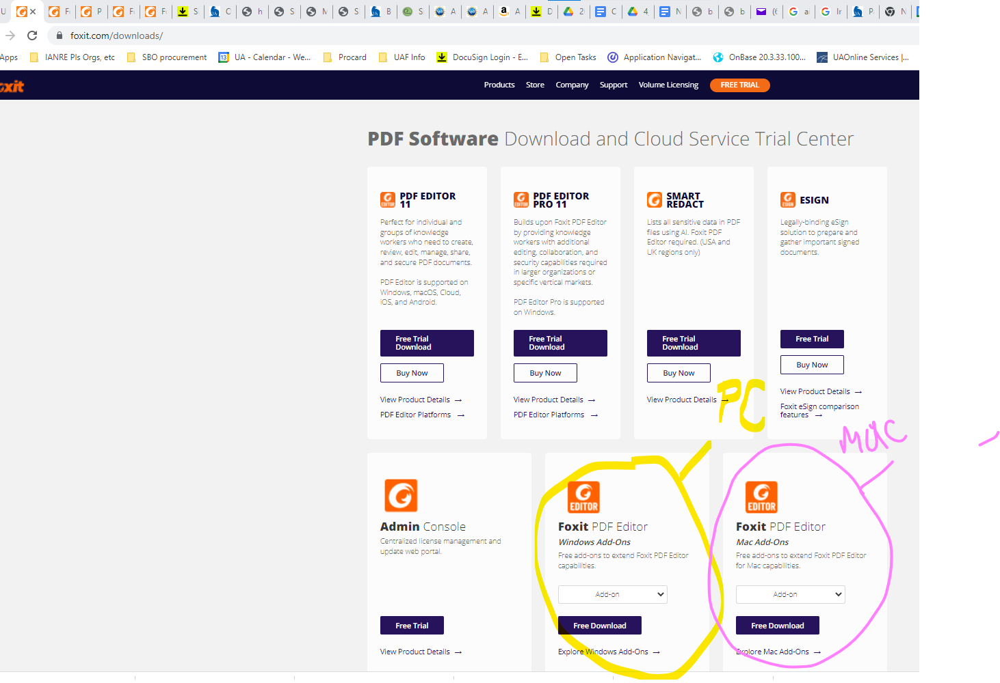 foxit.com/downloads/
Apps IANRE Pls Orgs, etc SBO procurement UA - Calendar - We... Procard UAF Info DocuSign Login - E... Open Tasks Application Navigat... OnBase 20.3.33.100... UAOnline Services |...
oxit Products Store Company Support Volume Licensing FREE TRIAL
PDF Software Download and Cloud Service Trial Center
PDF EDITOR
11
Perfect for individual and
groups of knowledge
workers who need to create,
review, edit, manage, share,
and secure PDF documents.
PDF Editor is supported on
Windows, macOS, Cloud,
iOS, and Android.
Free Trial
Download
Buy Now
View Product Details →
PDF Editor Platforms →
PDF EDITOR
PRO 11
Builds upon Foxit PDF Editor
by providing knowledge
workers with additional
editing, collaboration, and
security capabilities required
in larger organizations or
specific vertical markets.
PDF Editor Pro is supported
on Windows.
Free Trial
Download
Buy Now
View Product Details →
PDF Editor Platforms →
SMART
REDACT
Lists all sensitive data in PDF
files using AI. Foxit PDF
Editor required. (USA and
UK regions only)
Free Trial
Download
Buy Now
View Product Details →
ESIGN
Legally-binding eSign
solution to prepare and
gather important signed
documents.
Free Trial
Buy Now
View Product Details →
Foxit eSign comparison
features →
PC
Mac
Admin Console
Centralized license management and
update web portal.
Free Trial
View Product Details →
EDITOR
Foxit PDF Editor
Windows Add-Ons
Free add-ons to extend Foxit PDF Editor
capabilities.
Add-on
Free Download
Explore Windows Add-Ons →
EDITOR
Foxit PDF Editor
Mac Add-Ons
Free add-ons to extend Foxit PDF Editor
for Mac capabilities.
Add-on
Free Download
Explore Mac Add-Ons →